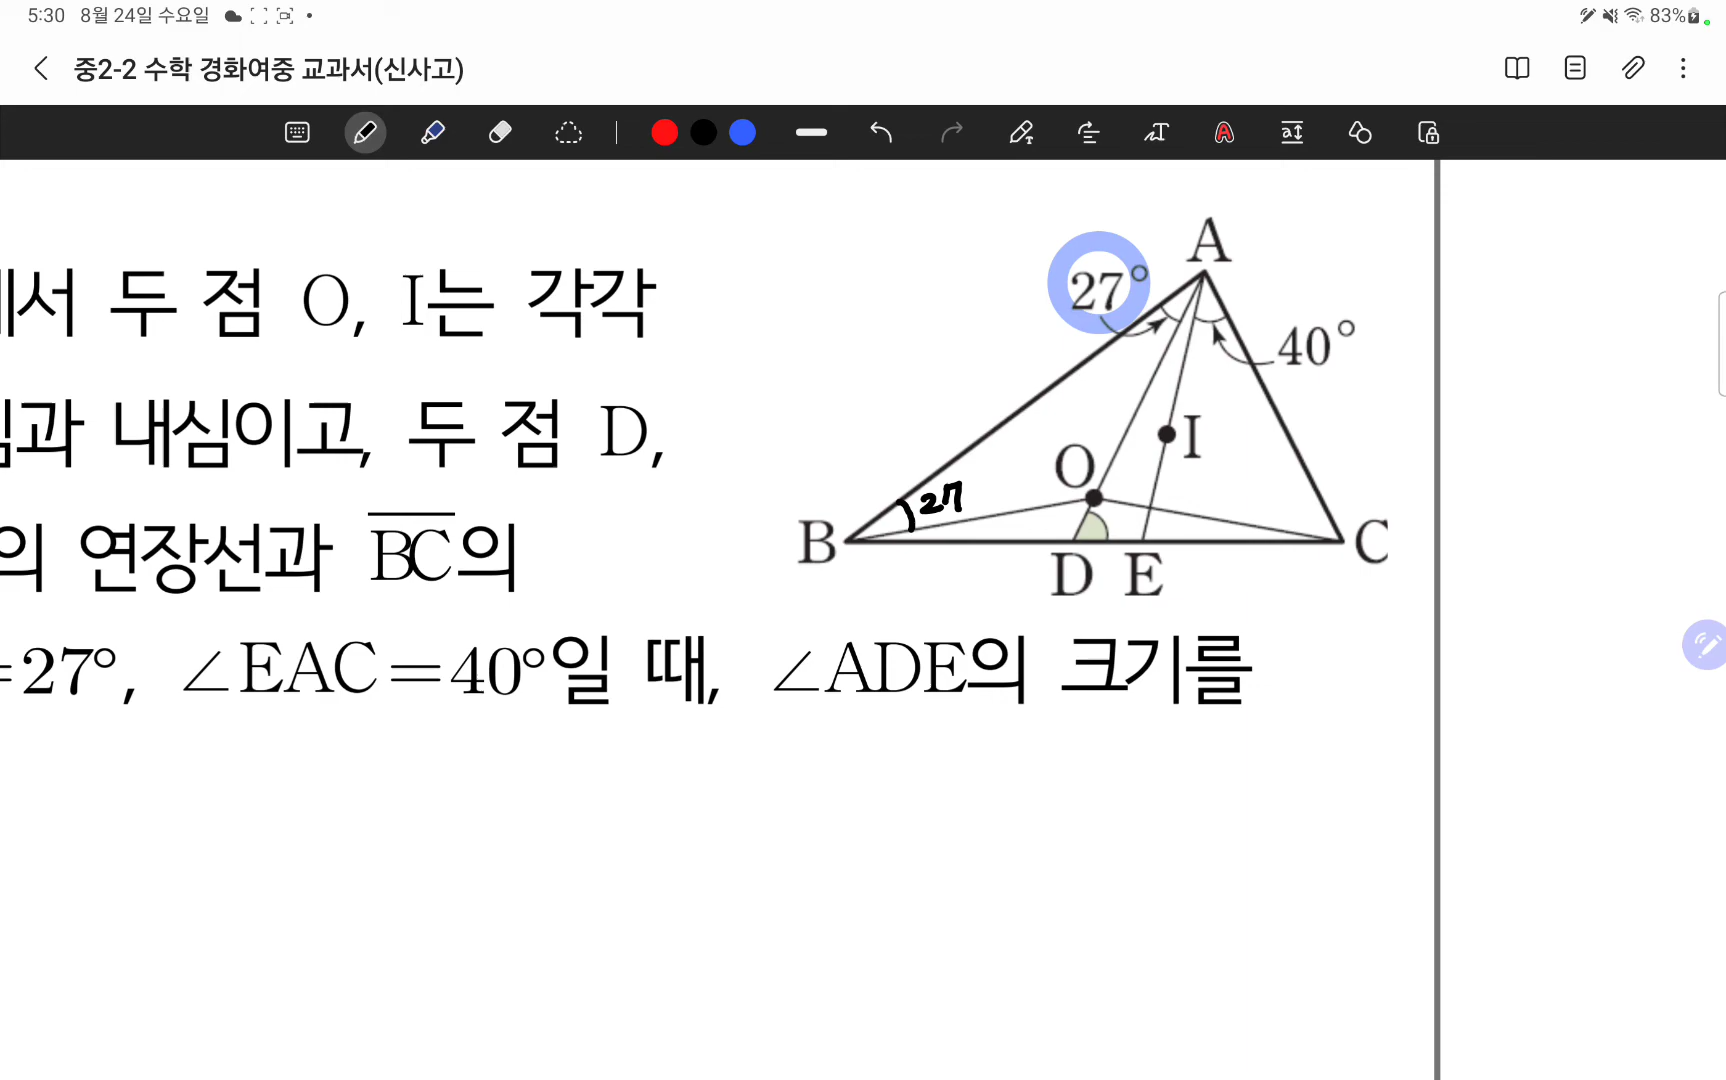 5:30 8월 24일 수요일
83%
중2-2 수학 경화여중 교과서(신사고)
에서 두 점 O, I는 각각
심과 내심이고, 두 점 D,
의 연장선과 BC의
=27°, ∠EAC=40°일 때, ∠ADE의 크기를
A
27°
40°
I
O
27
B
C
D E